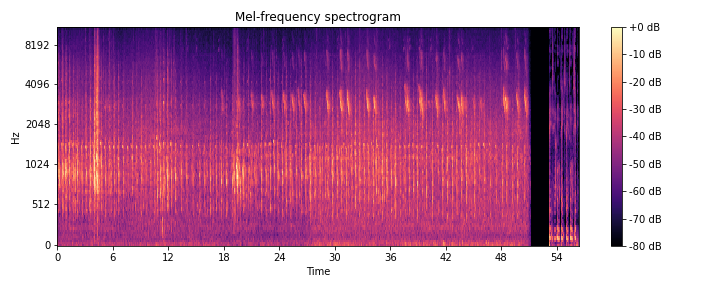 Mel-frequency spectrogram
8192
4096
2048
1024
512
0
Hz
0 6 12 18 24 30 36 42 48 54
Time
+0 dB
-10 dB
-20 dB
-30 dB
-40 dB
-50 dB
-60 dB
-70 dB
-80 dB